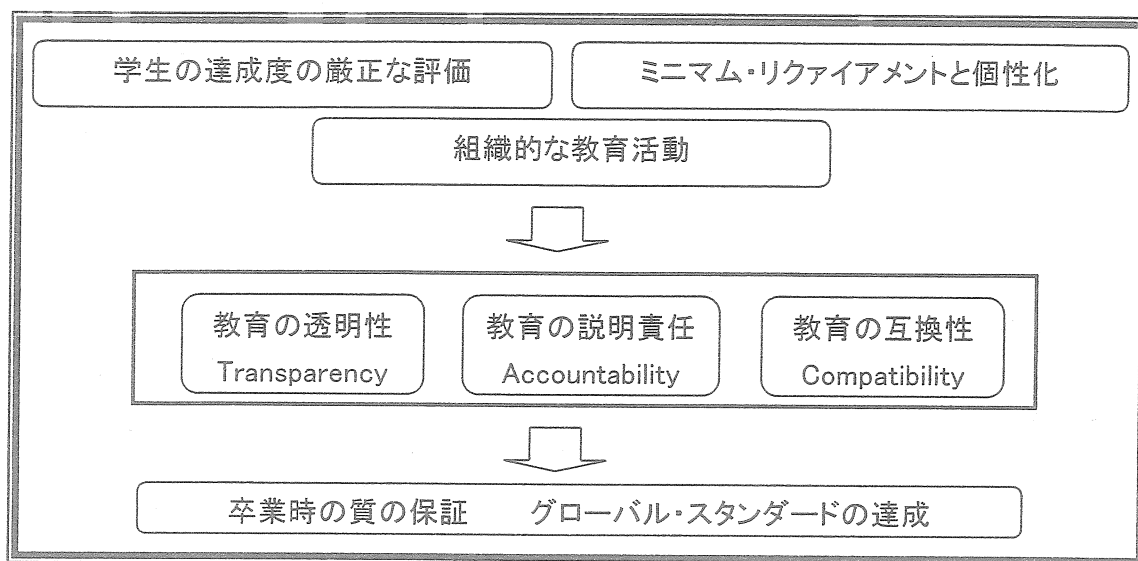 学生の達成度の厳正な評価
ミニマム・リクァイアメントと個性化
組織的な教育活動
教育の透明性
Transparency
教育の説明責任
Accountability
教育の互換性
Compatibility
卒業時の質の保証　　グローバル・スタンダードの達成